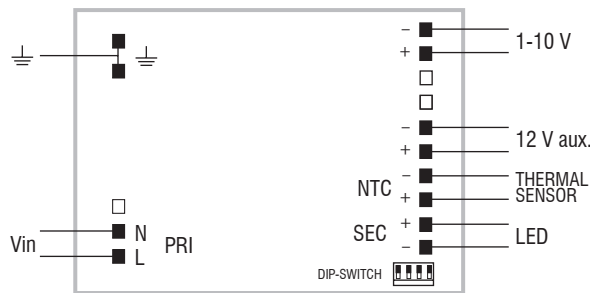 −
1-10 V
+
−
12 V aux.
+
−
NTC
THERMAL
SENSOR
+
+
SEC
LED
−
N
PRI
Vin
L
DIP-SWITCH